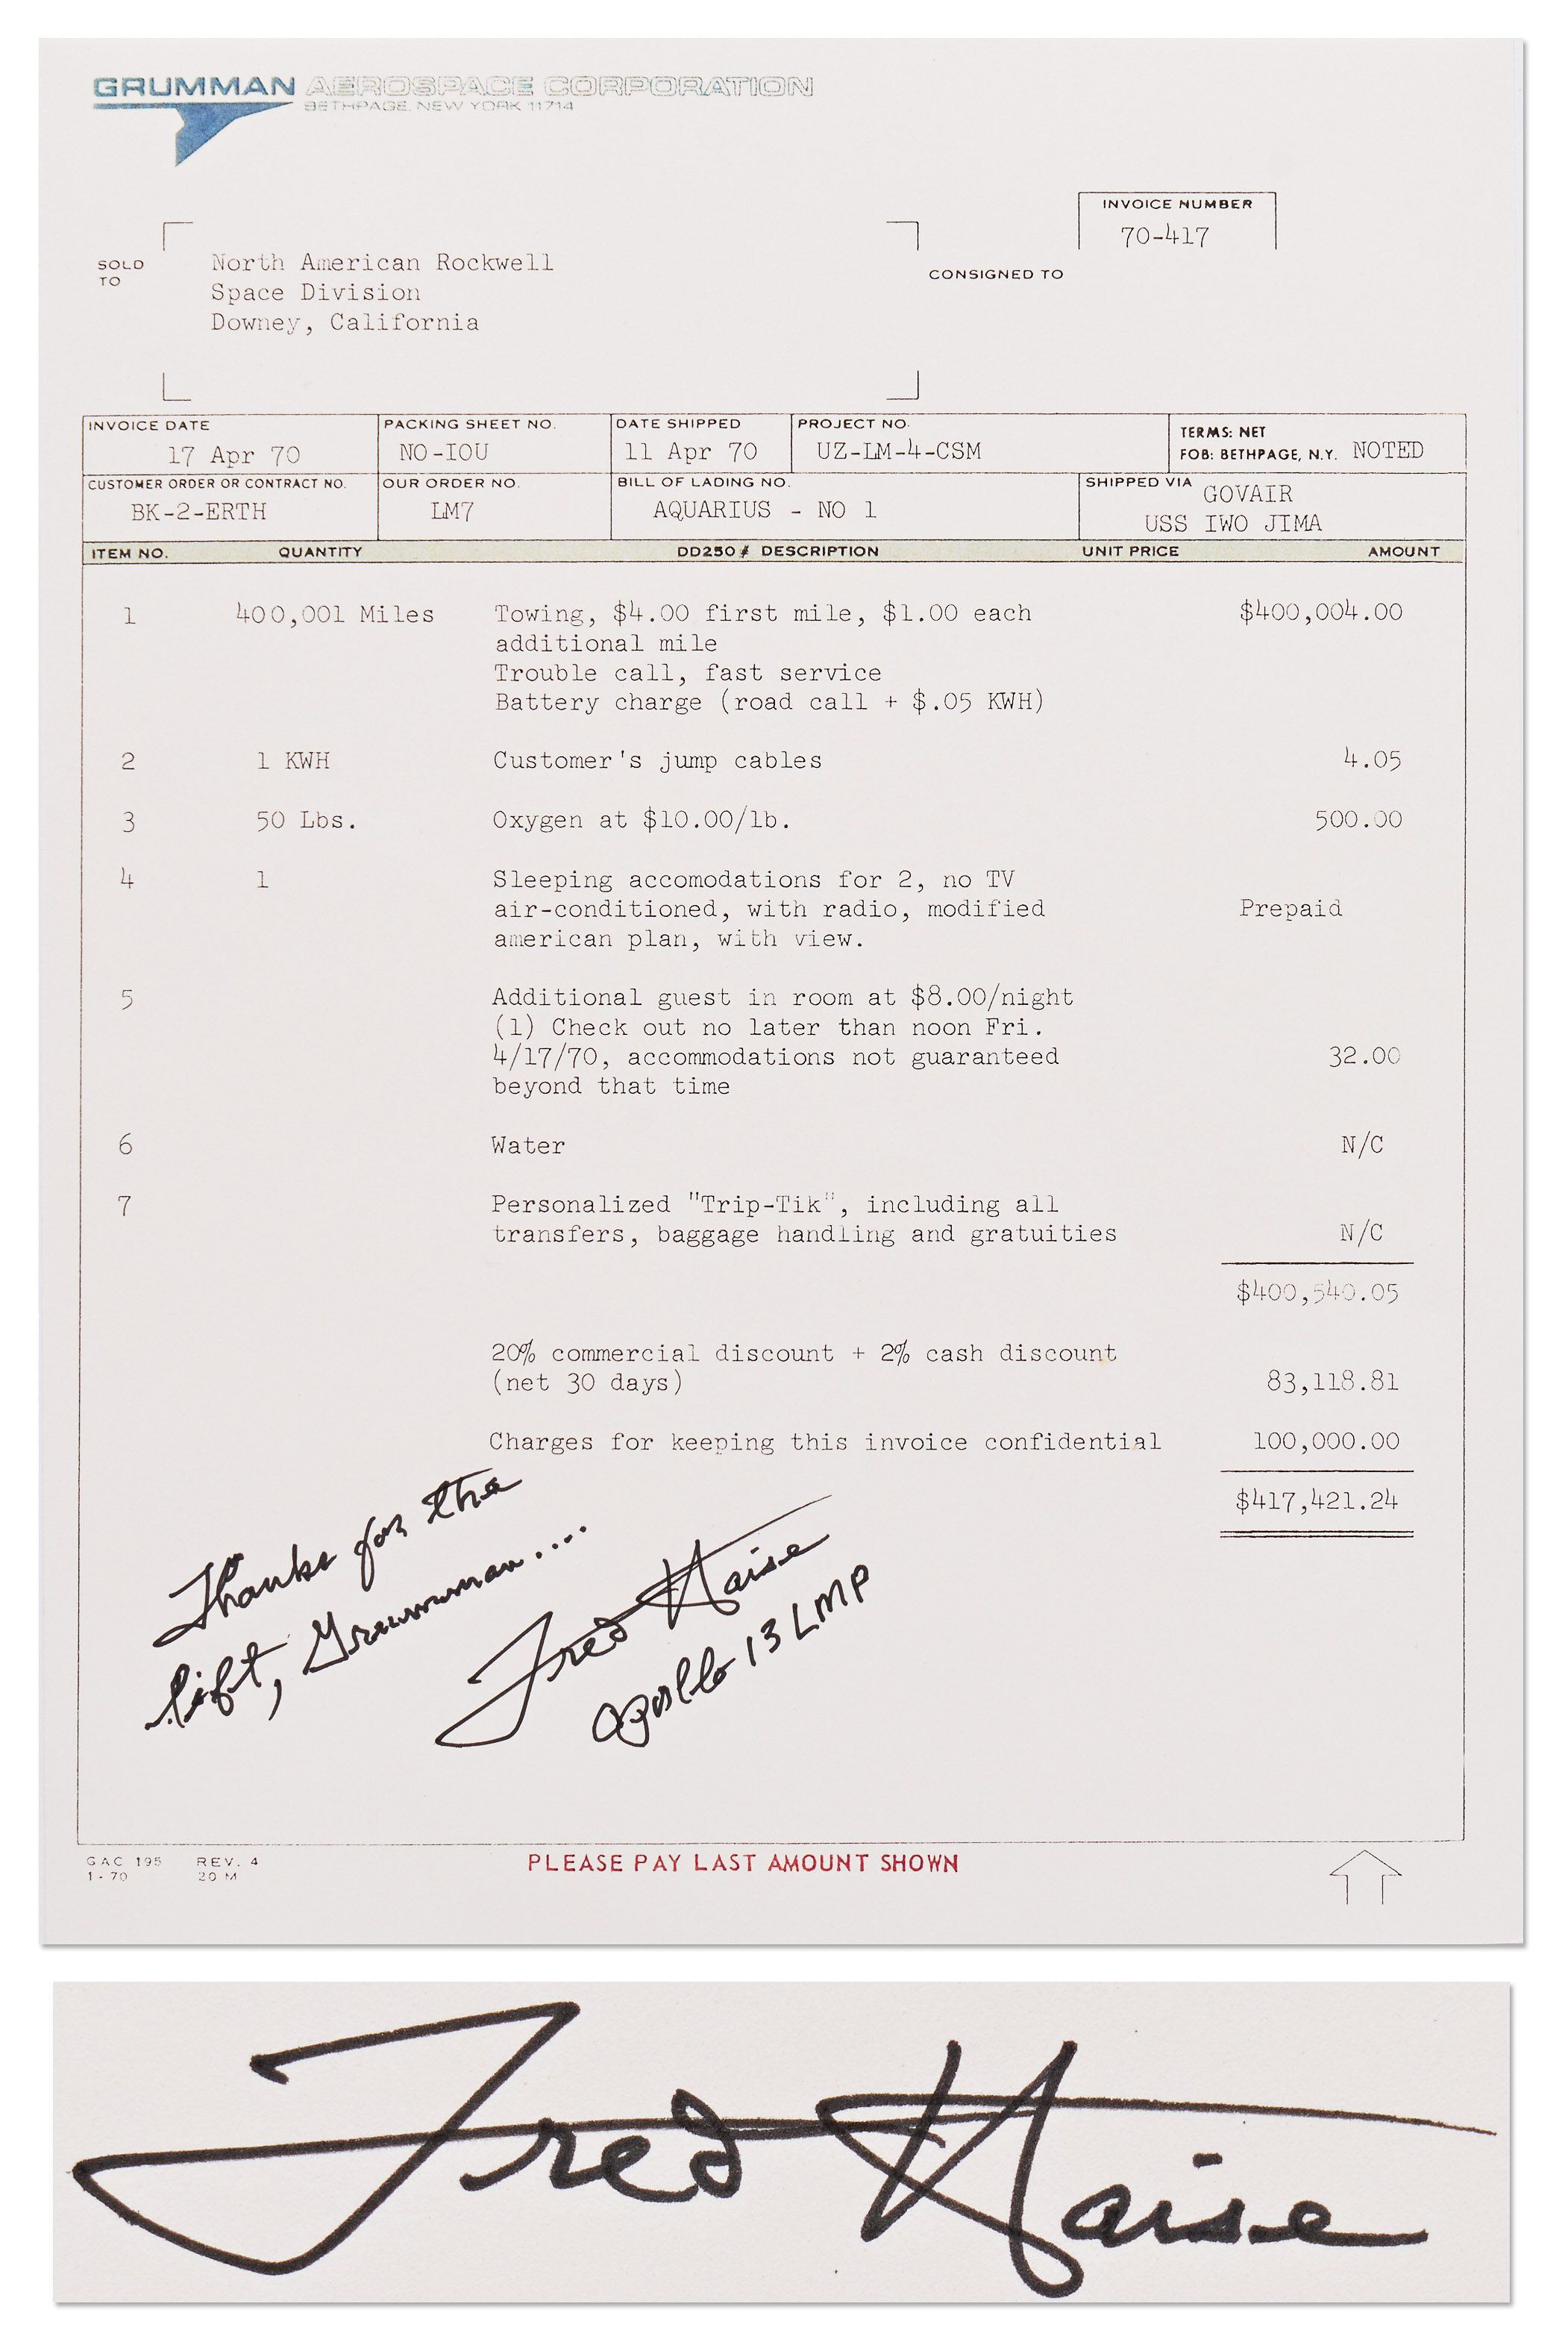 GRUMMAN AEROSPACE CORPORATION
BETHPAGE, NEW YORK 11714
INVOICE NUMBER
70-417
SOLD TO
North American Rockwell
Space Division
Downey, California
CONSIGNED TO
INVOICE DATE
17 Apr 70
PACKING SHEET NO.
NO-IOU
DATE SHIPPED
11 Apr 70
PROJECT NO.
UZ-LM-4-CSM
TERMS: NET
FOB: BETHPAGE, N.Y. NOTED
CUSTOMER ORDER OR CONTRACT NO.
BK-2-ERTH
OUR ORDER NO.
LM7
BILL OF LADING NO.
AQUARIUS - NO 1
SHIPPED VIA GOVAIR
USS IWO JIMA
ITEM NO. QUANTITY DD250# DESCRIPTION UNIT PRICE AMOUNT
1 400,001 Miles Towing, $4.00 first mile, $1.00 each $400,004.00
additional mile
Trouble call, fast service
Battery charge (road call + $.05 KWH)
2 1 KWH Customer's jump cables 4.05
3 50 Lbs. Oxygen at $10.00/lb. 500.00
4 1 Sleeping accomodations for 2, no TV
air-conditioned, with radio, modified Prepaid
american plan, with view.
5 Additional guest in room at $8.00/night
(1) Check out no later than noon Fri.
4/17/70, accommodations not guaranteed 32.00
beyond that time
6 Water N/C
7 Personalized "Trip-Tik", including all
transfers, baggage handling and gratuities N/C
$400,540.05
20% commercial discount + 2% cash discount
(net 30 days) 83,118.81
Charges for keeping this invoice confidential 100,000.00
$417,421.24
Thanks for the
lift, Grumman....
Fred Haise
Apollo 13 LMP
GAC 195 REV. 4
1-70 20 M
PLEASE PAY LAST AMOUNT SHOWN
Fred Haise